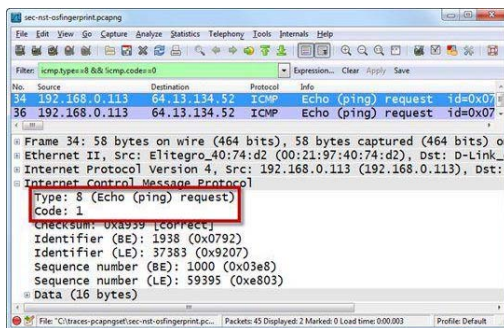 sec-nst-osfingerprint.pcapng
File Edit View Go Capture Analyze Statistics Telephony Tools Internals Help
Filter: icmp.type==8 && !icmp.code==0 Expression... Clear Apply Save
No. Source Destination Protocol Info
34 192.168.0.113 64.13.134.52 ICMP Echo (ping) request id=0x07
36 192.168.0.113 64.13.134.52 ICMP Echo (ping) request id=0x07
Frame 34: 58 bytes on wire (464 bits), 58 bytes captured (464 bits) o
Ethernet II, Src: Elitegro_40:74:d2 (00:21:97:40:74:d2), Dst: D-Link_
Internet Protocol Version 4, Src: 192.168.0.113 (192.168.0.113), Dst:
Internet Control Message Protocol
Type: 8 (Echo (ping) request)
Code: 1
Checksum: 0xa939 [correct]
Identifier (BE): 1938 (0x0792)
Identifier (LE): 37383 (0x9207)
Sequence number (BE): 1000 (0x03e8)
Sequence number (LE): 59395 (0xe803)
Data (16 bytes)
File: "C:\traces-pcapngset\sec-nst-osfingerprint.pc... Packets: 45 Displayed: 2 Marked: 0 Load time: 0:00.003 Profile: Default